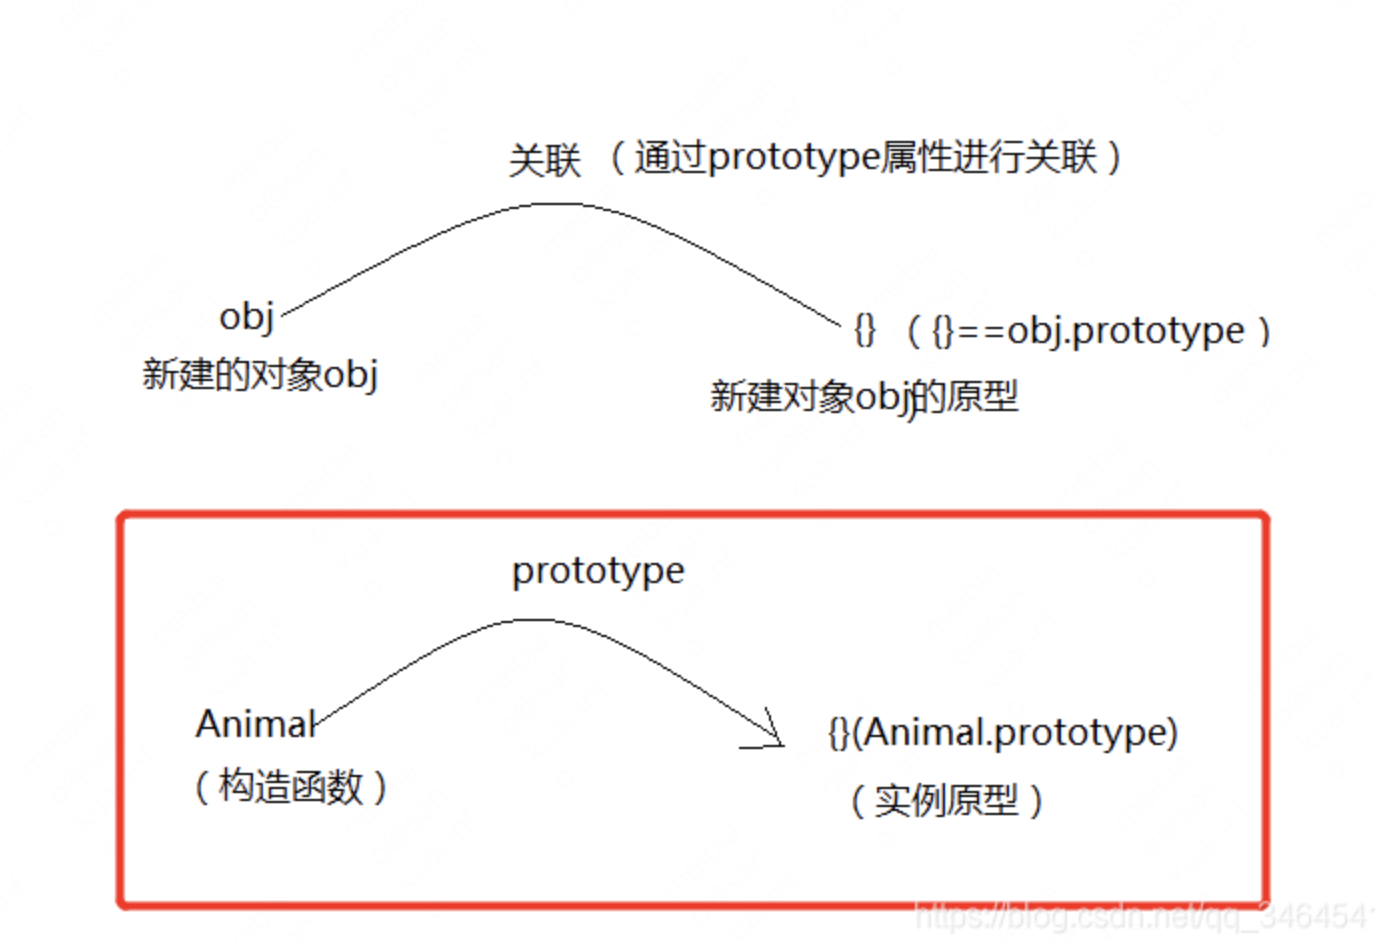 关联 （通过prototype属性进行关联）
obj
{} （{}==obj.prototype）
新建的对象obj
新建对象obj的原型
prototype
Animal
{}(Animal.prototype)
（构造函数）
（实例原型）
https://blog.csdn.net/qq_346454